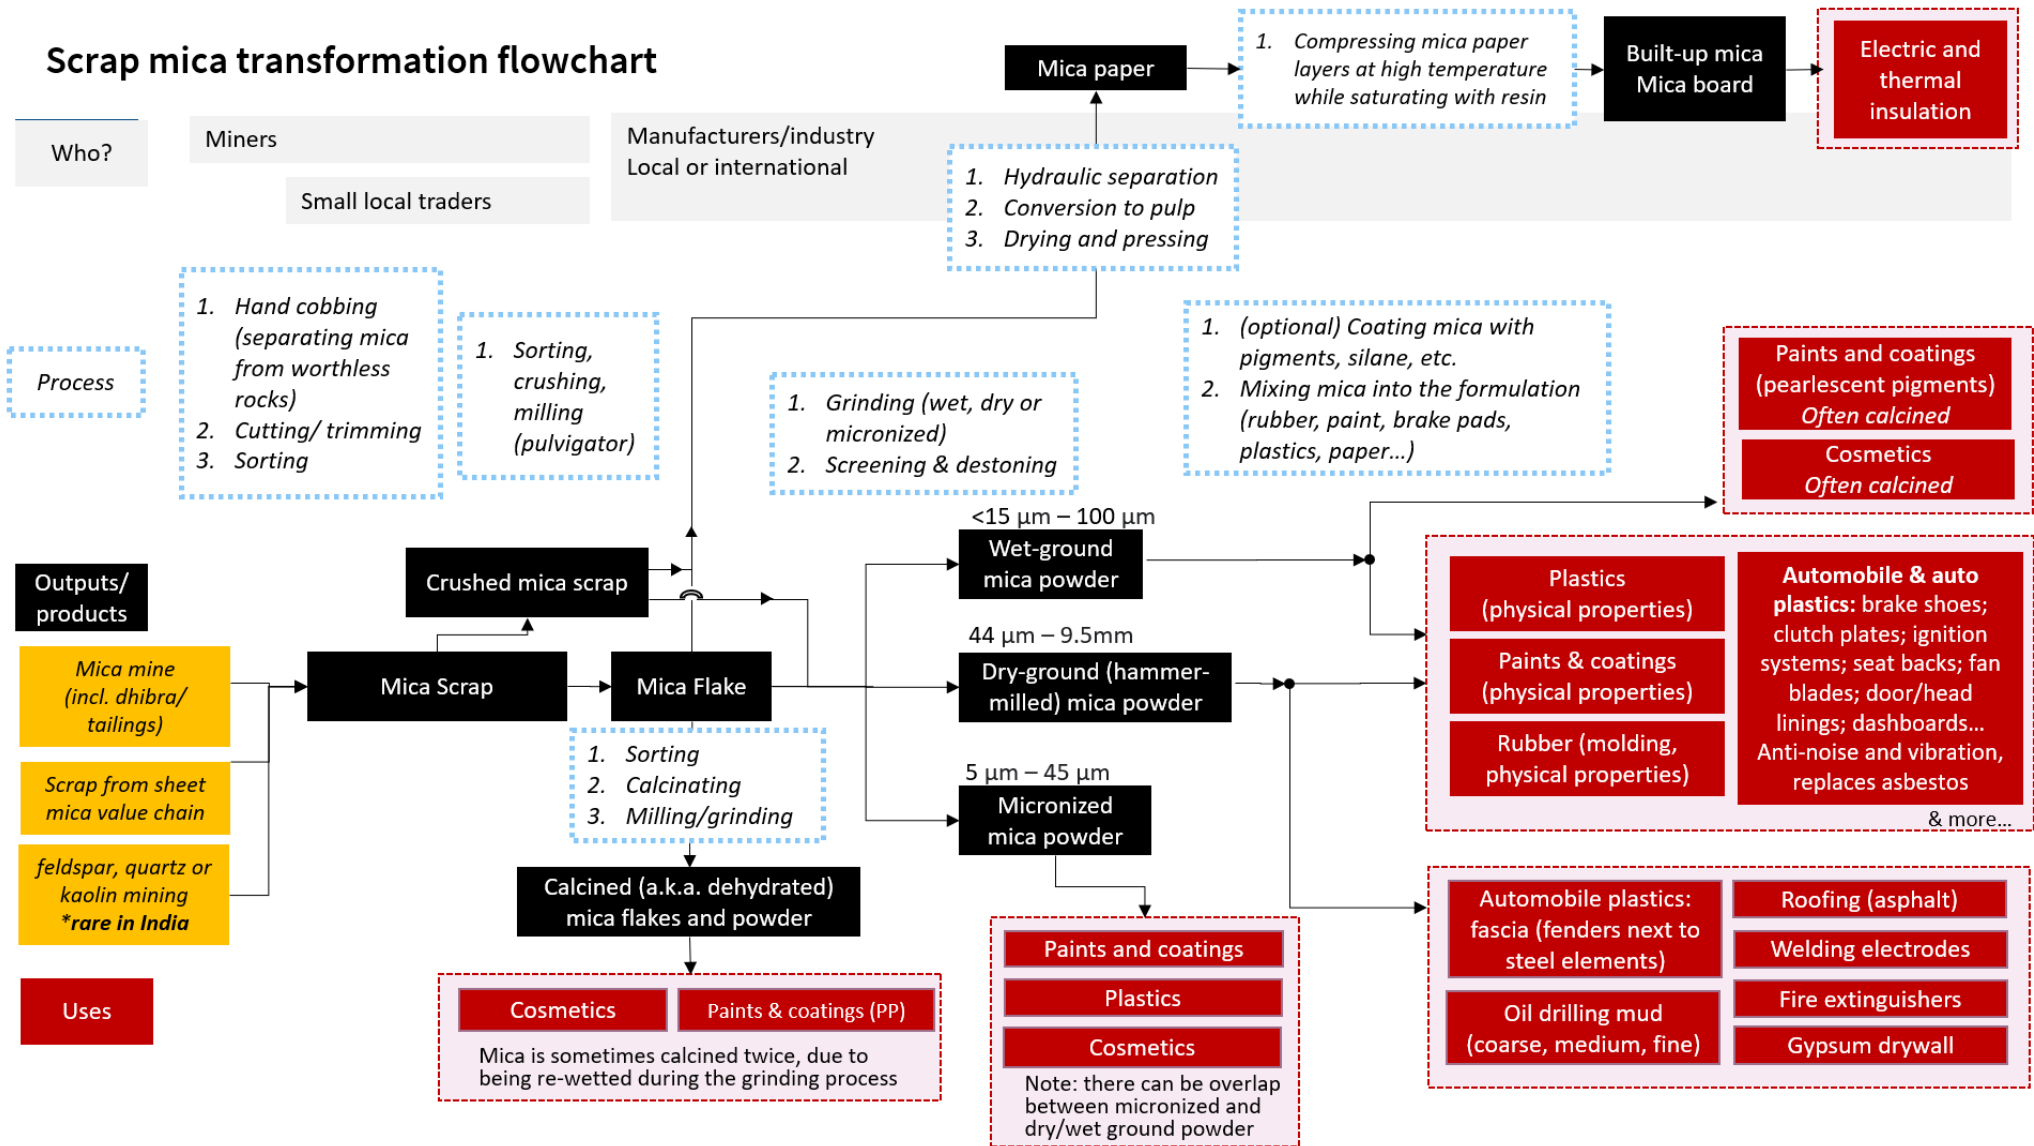 Scrap mica transformation flowchart
Mica paper
1. Compressing mica paper
layers at high temperature
while saturating with resin
Built-up mica
Mica board
Electric and
thermal
insulation
Who?
Miners
Small local traders
Manufacturers/industry
Local or international
1. Hydraulic separation
2. Conversion to pulp
3. Drying and pressing
Process
1. Hand cobbing
(separating mica
from worthless
rocks)
2. Cutting/ trimming
3. Sorting
1. Sorting,
crushing,
milling
(pulvigator)
1. Grinding (wet, dry or
micronized)
2. Screening & destoning
1. (optional) Coating mica with
pigments, silane, etc.
2. Mixing mica into the formulation
(rubber, paint, brake pads,
plastics, paper…)
Paints and coatings
(pearlescent pigments)
Often calcined
Cosmetics
Often calcined
Outputs/
products
Crushed mica scrap
<15 μm – 100 μm
Wet-ground
mica powder
Plastics
(physical properties)
Paints & coatings
(physical properties)
Rubber (molding,
physical properties)
Automobile & auto
plastics: brake shoes;
clutch plates; ignition
systems; seat backs; fan
blades; door/head
linings; dashboards…
Anti-noise and vibration,
replaces asbestos
& more…
Mica mine
(incl. dhibra/
tailings)
Mica Scrap
Mica Flake
44 μm – 9.5mm
Dry-ground (hammer-
milled) mica powder
Scrap from sheet
mica value chain
1. Sorting
2. Calcinating
3. Milling/grinding
5 μm – 45 μm
Micronized
mica powder
feldspar, quartz or
kaolin mining
*rare in India
Calcined (a.k.a. dehydrated)
mica flakes and powder
Automobile plastics:
fascia (fenders next to
steel elements)
Oil drilling mud
(coarse, medium, fine)
Roofing (asphalt)
Welding electrodes
Fire extinguishers
Gypsum drywall
Uses
Cosmetics
Paints & coatings (PP)
Mica is sometimes calcined twice, due to
being re-wetted during the grinding process
Paints and coatings
Plastics
Cosmetics
Note: there can be overlap
between micronized and
dry/wet ground powder